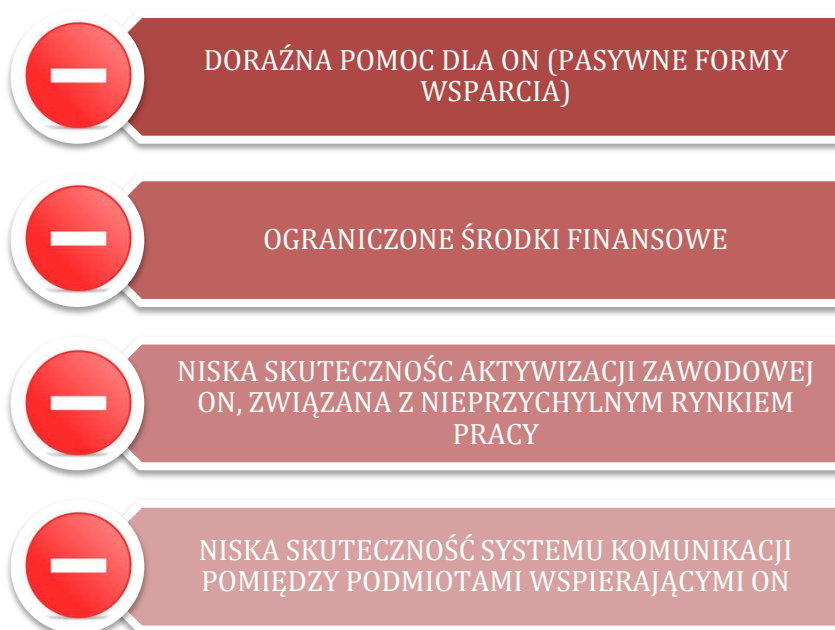 DORAŹNA POMOC DLA ON (PASYWNE FORMY
WSPARCIA)
OGRANICZONE ŚRODKI FINANSOWE
NISKA SKUTECZNOŚC AKTYWIZACJI ZAWODOWEJ
ON, ZWIĄZANA Z NIEPRZYCHYLNYM RYNKIEM
PRACY
NISKA SKUTECZNOŚĆ SYSTEMU KOMUNIKACJI
POMIĘDZY PODMIOTAMI WSPIERAJĄCYMI ON